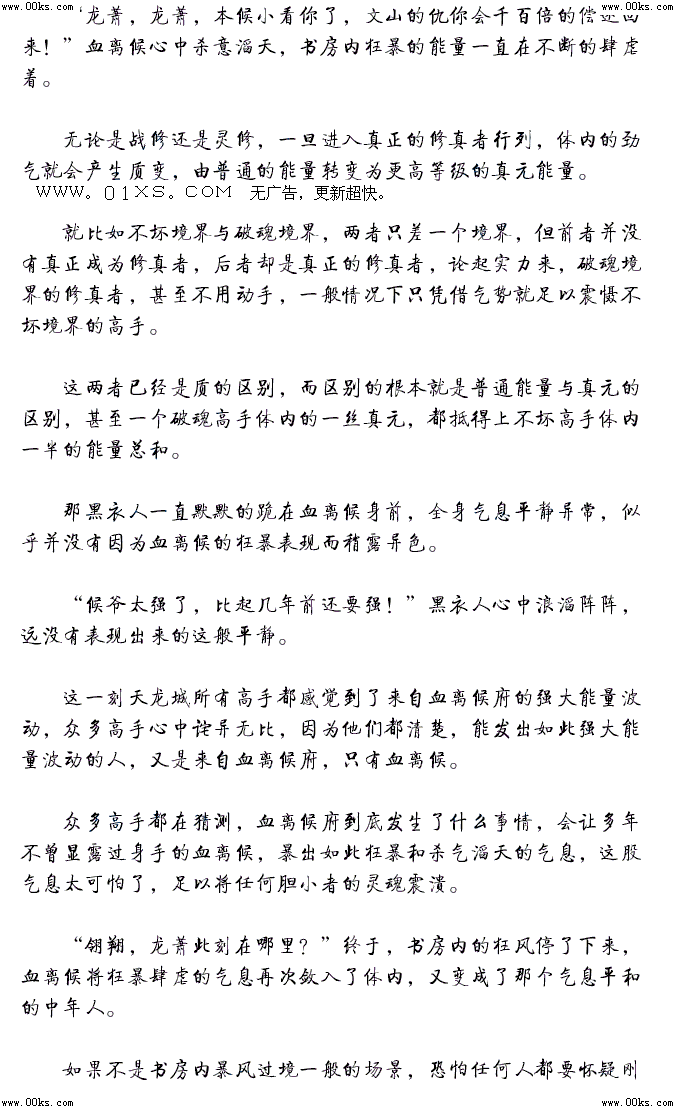 www.00ks.com www.00ks.com
“龙萧，龙萧，本候小看你了，文山的仇你会千百倍的偿还回
来！”血离候心中杀意滔天，书房内狂暴的能量一直在不断的肆虐
着。
无论是战修还是灵修，一旦进入真正的修真者行列，体内的劲
气就会产生质变，由普通的能量转变为更高等级的真元能量。
WWW。01XS。COM 无广告，更新超快。
就比如不坏境界与破魂境界，两者只差一个境界，但前者并没
有真正成为修真者，后者却是真正的修真者，论起实力来，破魂境
界的修真者，甚至不用动手，一般情况下只凭借气势就足以震慑不
坏境界的高手。
这两者已经是质的区别，而区别的根本就是普通能量与真元的
区别，甚至一个破魂高手体内的一丝真元，都抵得上不坏高手体内
一半的能量总和。
那黑衣人一直默默的跪在血离候身前，全身气息平静异常，似
乎并没有因为血离候的狂暴表现而稍露异色。
“候爷太强了，比起几年前还要强！”黑衣人心中浪滔阵阵，
远没有表现出来的这般平静。
这一刻天龙城所有高手都感觉到了来自血离候府的强大能量波
动，众多高手心中诧异无比，因为他们都清楚，能发出如此强大能
量波动的人，又是来自血离候府，只有血离候。
众多高手都在猜测，血离候府到底发生了什么事情，会让多年
不曾显露过身手的血离候，暴出如此狂暴和杀气滔天的气息，这股
气息太可怕了，足以将任何胆小者的灵魂震溃。
“翎翔，龙萧此刻在哪里？”终于，书房内的狂风停了下来，
血离候将狂暴肆虐的气息再次敛入了体内，又变成了那个气息平和
的中年人。
如果不是书房内暴风过境一般的场景，恐怕任何人都要怀疑刚
www.00ks.com www.00ks.com